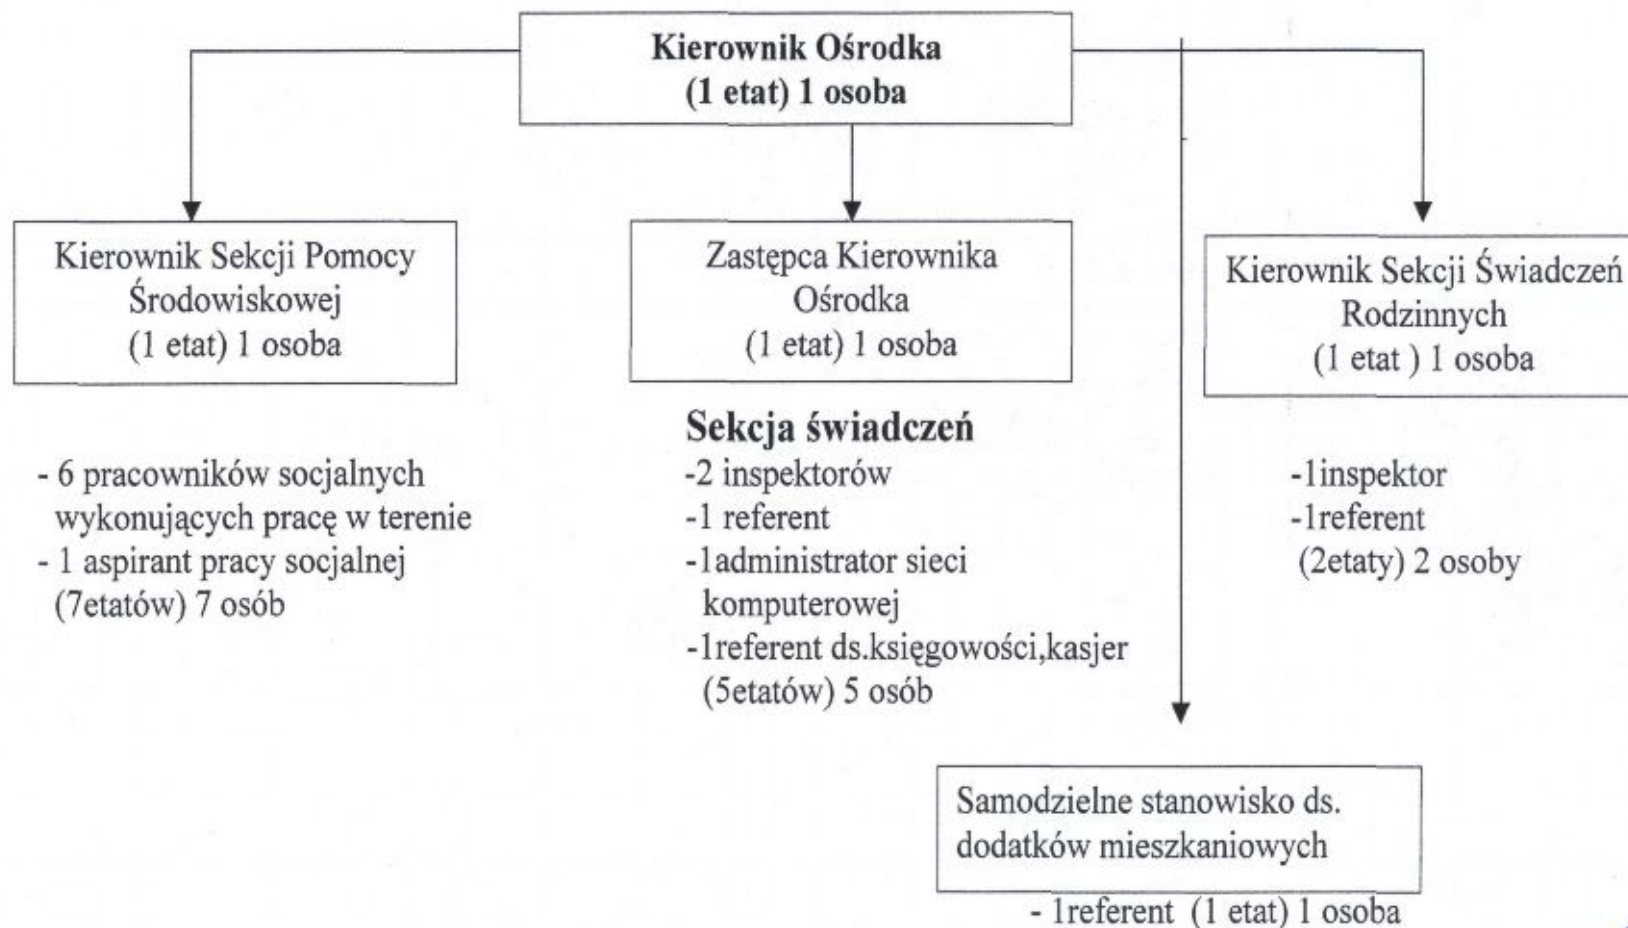 Kierownik Ośrodka
(1 etat) 1 osoba
Kierownik Sekcji Pomocy
Środowiskowej
(1 etat) 1 osoba
- 6 pracowników socjalnych
wykonujących pracę w terenie
- 1 aspirant pracy socjalnej
(7etatów) 7 osób
Zastępca Kierownika
Ośrodka
(1 etat) 1 osoba
Sekcja świadczeń
-2 inspektorów
-1 referent
-1administrator sieci
komputerowej
-1referent ds.księgowości,kasjer
(5etatów) 5 osób
Kierownik Sekcji Świadczeń
Rodzinnych
(1 etat ) 1 osoba
-1inspektor
-1referent
(2etaty) 2 osoby
Samodzielne stanowisko ds.
dodatków mieszkaniowych
- 1referent (1 etat) 1 osoba